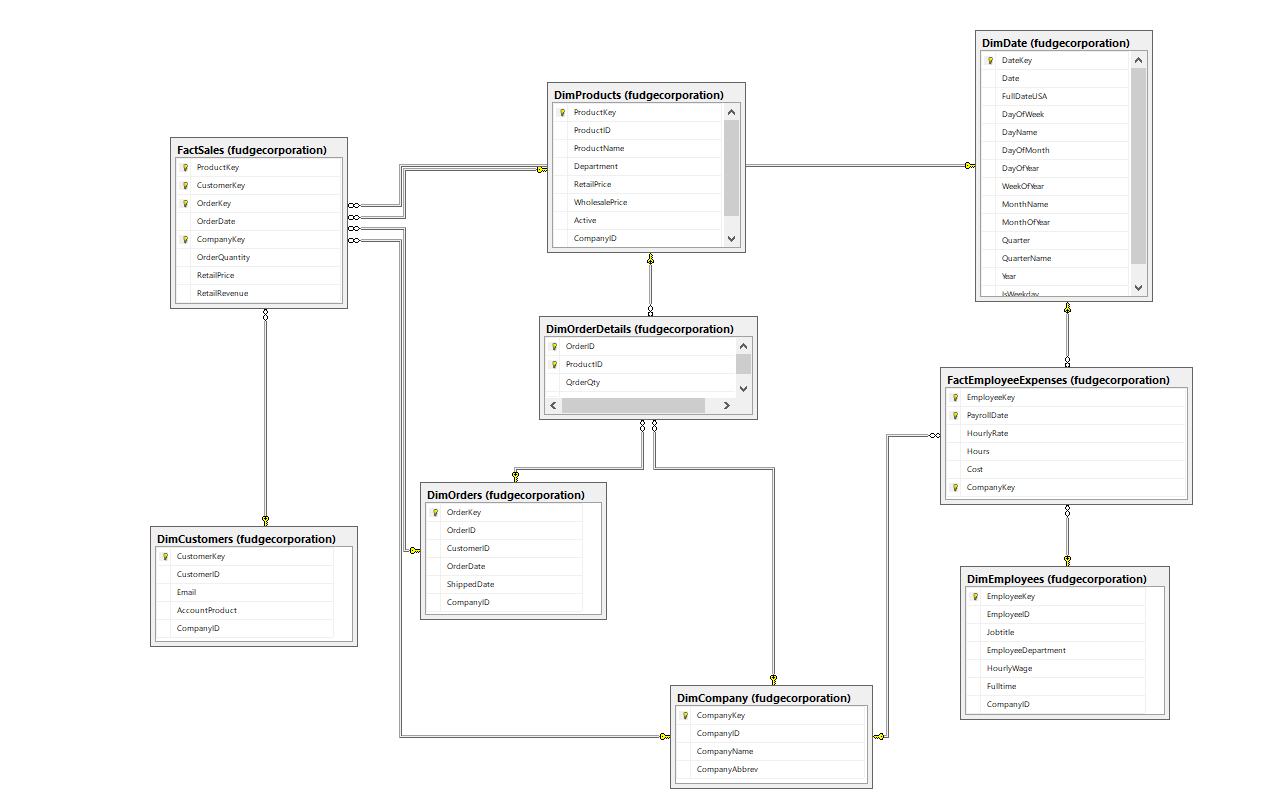 FactSales (fudgecorporation)
ProductKey
CustomerKey
OrderKey
OrderDate
CompanyKey
OrderQuantity
RetailPrice
RetailRevenue
DimProducts (fudgecorporation)
ProductKey
ProductID
ProductName
Department
RetailPrice
WholesalePrice
Active
CompanyID
DimDate (fudgecorporation)
DateKey
Date
FullDateUSA
DayOfWeek
DayName
DayOfMonth
DayOfYear
WeekOfYear
MonthName
MonthOfYear
Quarter
QuarterName
Year
IsWeekday
DimOrderDetails (fudgecorporation)
OrderID
ProductID
QrderQty
FactEmployeeExpenses (fudgecorporation)
EmployeeKey
PayrollDate
HourlyRate
Hours
Cost
CompanyKey
DimCustomers (fudgecorporation)
CustomerKey
CustomerID
Email
AccountProduct
CompanyID
DimOrders (fudgecorporation)
OrderKey
OrderID
CustomerID
OrderDate
ShippedDate
CompanyID
DimEmployees (fudgecorporation)
EmployeeKey
EmployeeID
Jobtitle
EmployeeDepartment
HourlyWage
Fulltime
CompanyID
DimCompany (fudgecorporation)
CompanyKey
CompanyID
CompanyName
CompanyAbbrev